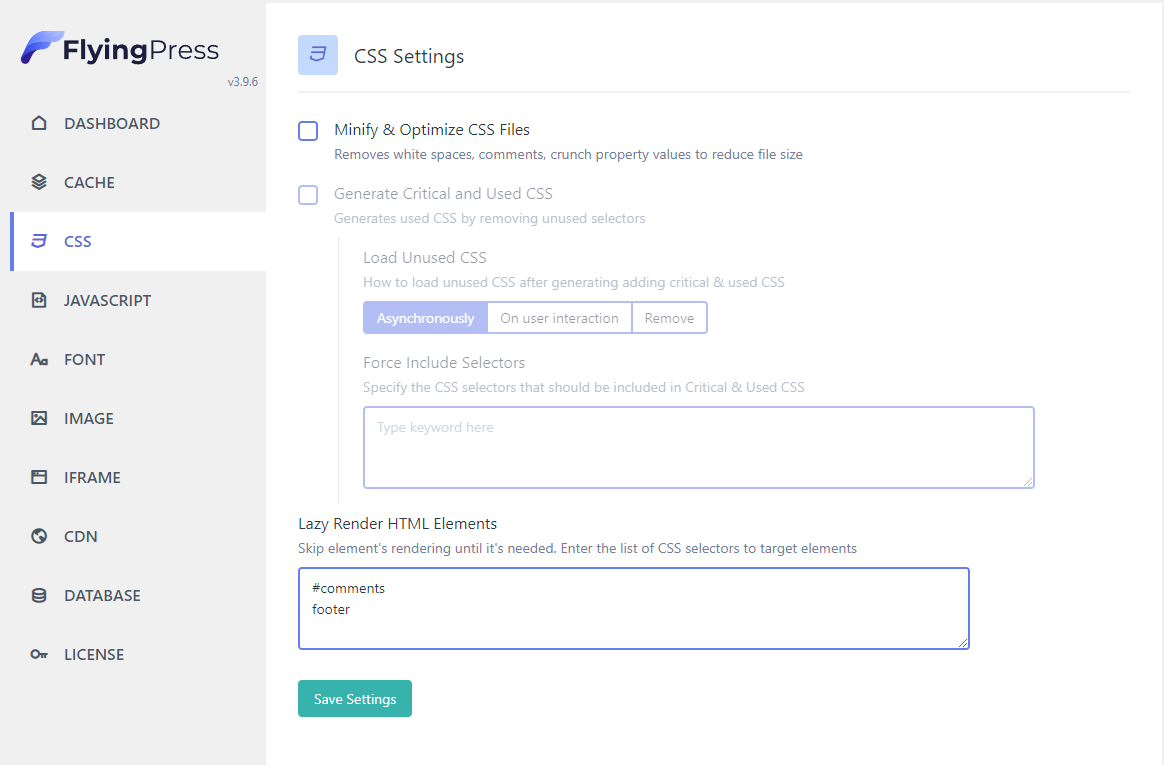 FlyingPress
v3.9.6
DASHBOARD
CACHE
CSS
JAVASCRIPT
FONT
IMAGE
IFRAME
CDN
DATABASE
LICENSE
CSS Settings
Minify & Optimize CSS Files
Removes white spaces, comments, crunch property values to reduce file size
Generate Critical and Used CSS
Generates used CSS by removing unused selectors
Load Unused CSS
How to load unused CSS after generating adding critical & used CSS
Asynchronously On user interaction Remove
Force Include Selectors
Specify the CSS selectors that should be included in Critical & Used CSS
Type keyword here
Lazy Render HTML Elements
Skip element's rendering until it's needed. Enter the list of CSS selectors to target elements
#comments
footer
Save Settings